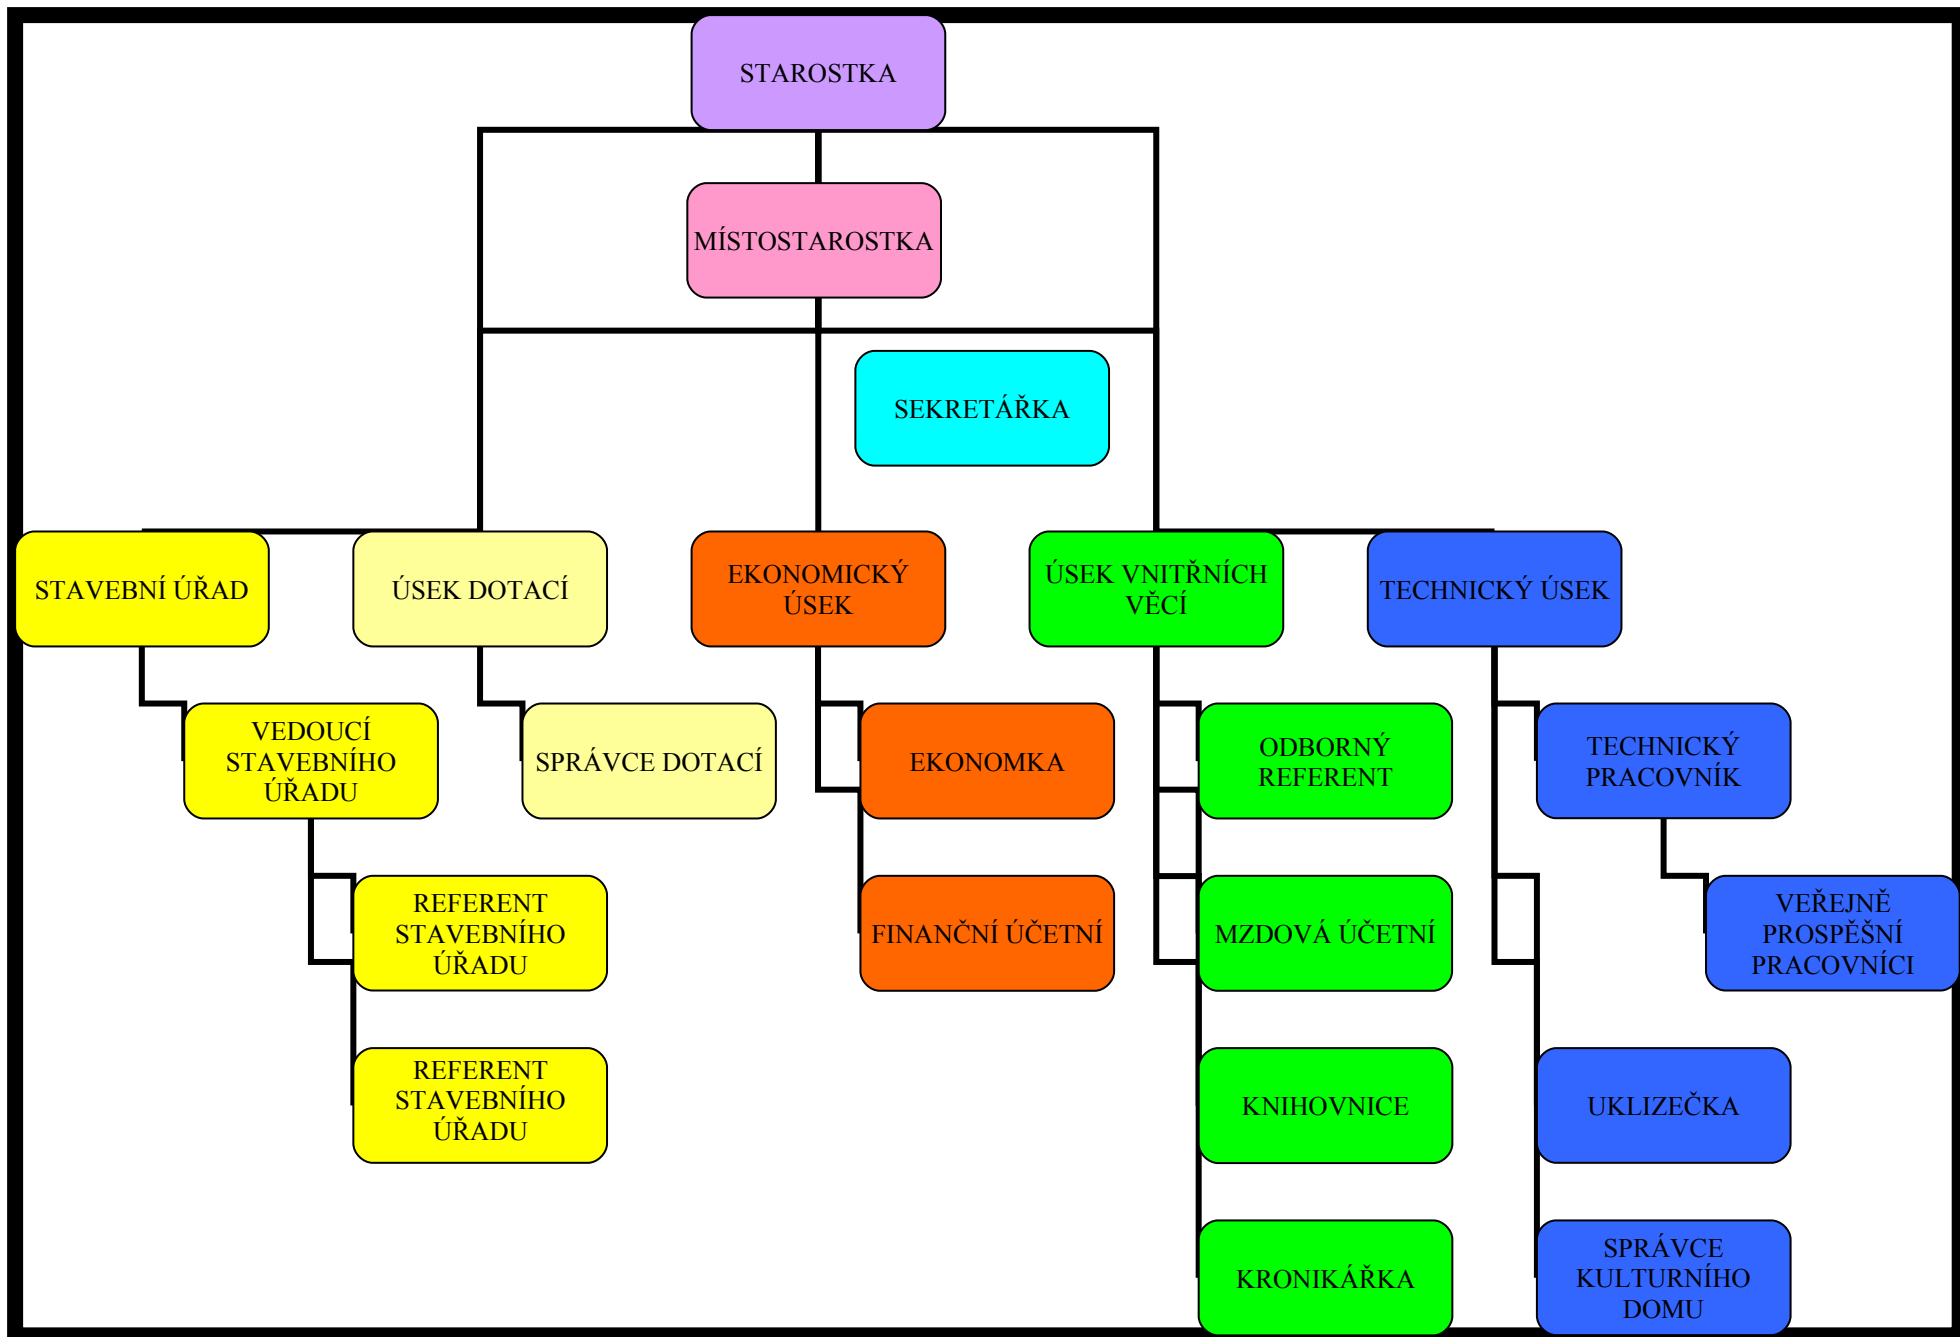 STAROSTKA
MÍSTOSTAROSTKA
SEKRETÁŘKA
STAVEBNÍ ÚŘAD
ÚSEK DOTACÍ
EKONOMICKÝ
ÚSEK
ÚSEK VNITŘNÍCH
VĚCÍ
TECHNICKÝ ÚSEK
VEDOUCÍ
STAVEBNÍHO
ÚŘADU
SPRÁVCE DOTACÍ
EKONOMKA
ODBORNÝ
REFERENT
TECHNICKÝ
PRACOVNÍK
REFERENT
STAVEBNÍHO
ÚŘADU
FINANČNÍ ÚČETNÍ
MZDOVÁ ÚČETNÍ
VEŘEJNĚ
PROSPĚŠNÍ
PRACOVNÍCI
REFERENT
STAVEBNÍHO
ÚŘADU
KNIHOVNICE
UKLIZEČKA
KRONIKÁŘKA
SPRÁVCE
KULTURNÍHO
DOMU